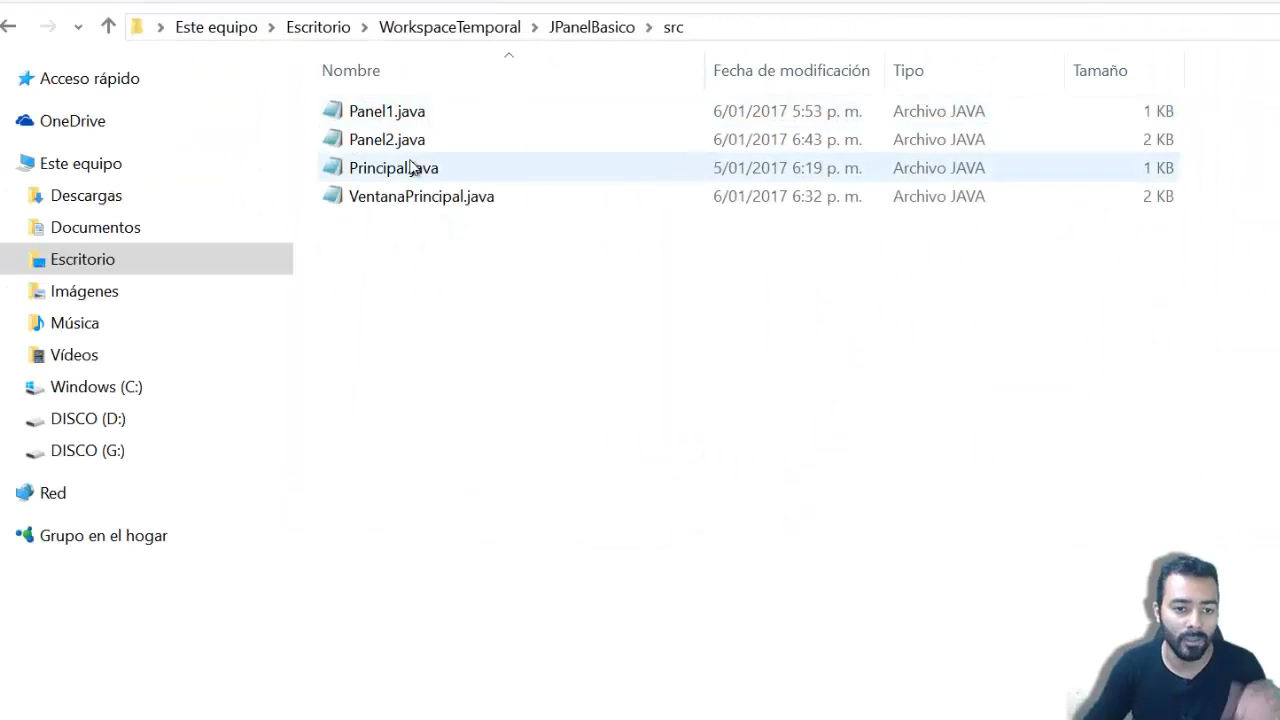 Este equipo > Escritorio > WorkspaceTemporal > JPanelBasico > src
Nombre Fecha de modificación Tipo Tamaño
Acceso rápido
OneDrive
Este equipo
Descargas
Documentos
Escritorio
Imágenes
Música
Vídeos
Windows (C:)
DISCO (D:)
DISCO (G:)
Red
Grupo en el hogar
Panel1.java 6/01/2017 5:53 p. m. Archivo JAVA 1 KB
Panel2.java 6/01/2017 6:43 p. m. Archivo JAVA 2 KB
Principal.java 5/01/2017 6:19 p. m. Archivo JAVA 1 KB
VentanaPrincipal.java 6/01/2017 6:32 p. m. Archivo JAVA 2 KB